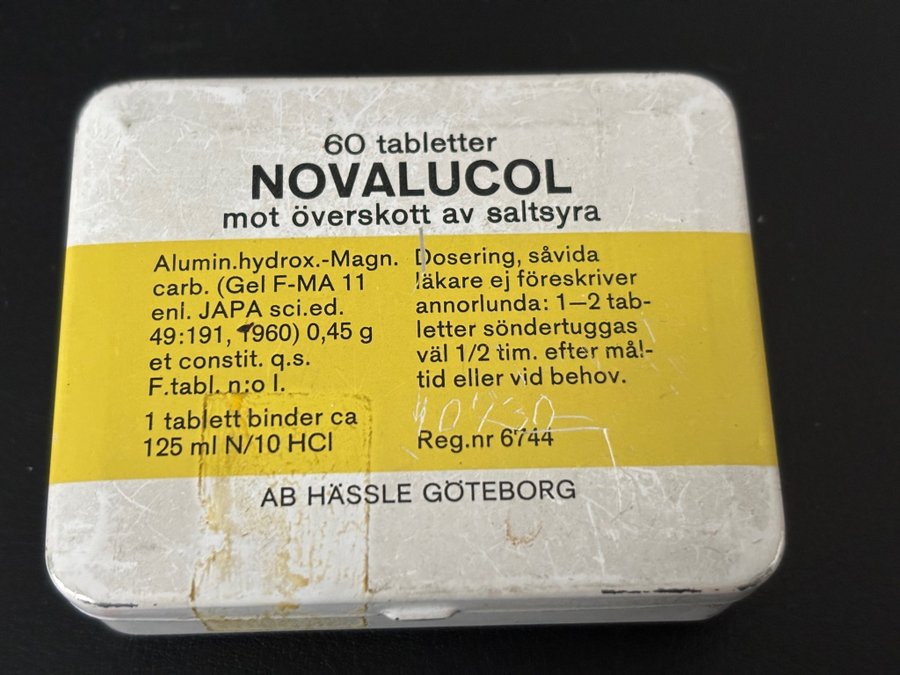 60 tabletter
NOVALUCOL
mot överskott av saltsyra
Alumin.hydrox.-Magn.
carb. (Gel F-MA 11
enl. JAPA sci.ed.
49:191, 1960) 0,45 g
et constit. q.s.
F.tabl. n:o I.
1 tablett binder ca
125 ml N/10 HCl
Dosering, såvida
läkare ej föreskriver
annorlunda: 1—2 tab-
letter söndertuggas
väl 1/2 tim. efter mål-
tid eller vid behov.
Reg.nr 6744
AB HÄSSLE GÖTEBORG